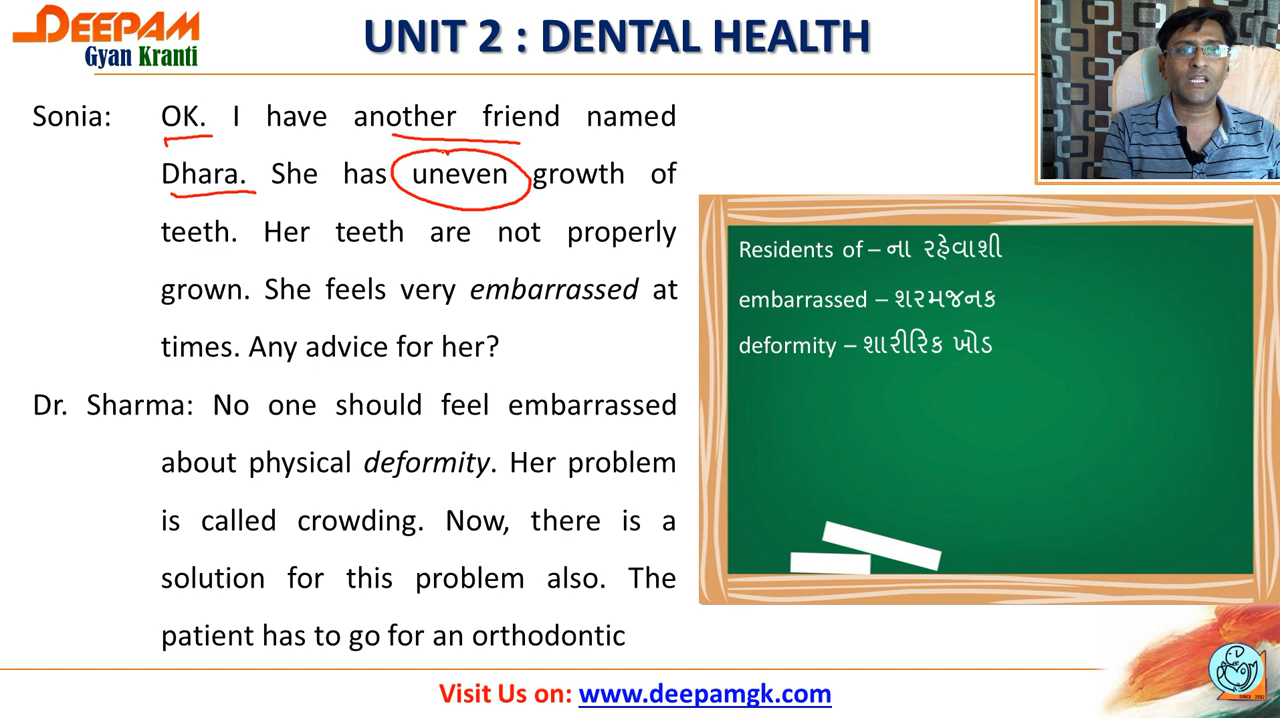 DEEPAM
Gyan Kranti
UNIT 2 : DENTAL HEALTH
Sonia: OK. I have another friend named
Dhara. She has uneven growth of
teeth. Her teeth are not properly
grown. She feels very embarrassed at
times. Any advice for her?
Dr. Sharma: No one should feel embarrassed
about physical deformity. Her problem
is called crowding. Now, there is a
solution for this problem also. The
patient has to go for an orthodontic
Residents of – ના રહેવાશી
embarrassed – શરમજનક
deformity – શારીરિક ખોડ
Visit Us on: www.deepamgk.com